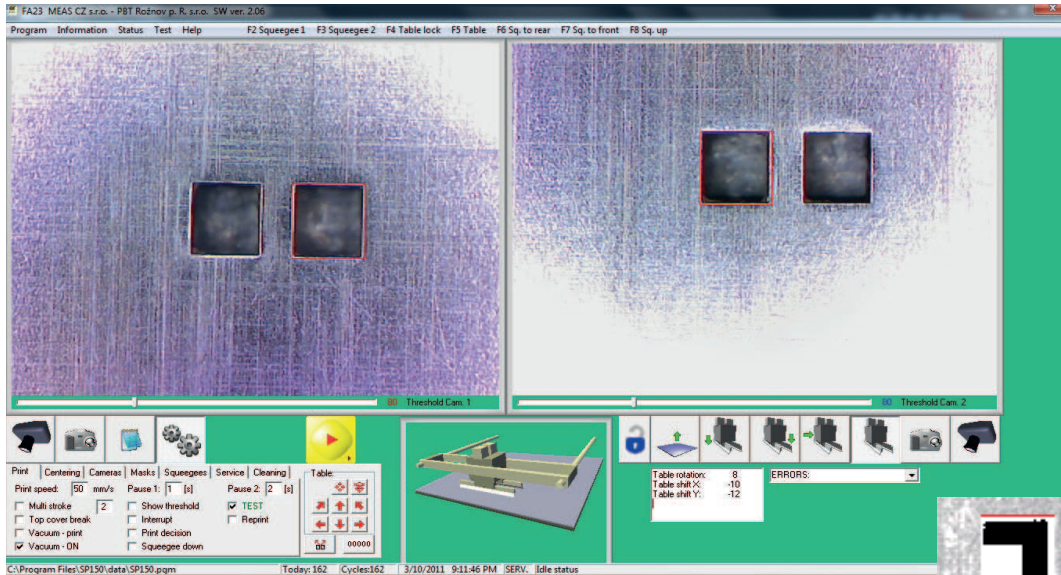 FA23 MEAS CZ s.r.o. - PBT Rožnov p. R. s.r.o. SW ver. 2.06
Program Information Status Test Help F2 Squeegee 1 F3 Squeegee 2 F4 Table lock F5 Table F6 Sq. to rear F7 Sq. to front F8 Sq. up
80 Threshold Cam. 1
80 Threshold Cam. 2
Print Centering Cameras Masks Squeegees Service Cleaning
Print speed: 50 mm/s Pause 1: 1 [s] Pause 2: 2 [s]
Multi stroke 2 Show threshold TEST
Top cover break Interrupt Reprint
Vacuum - print Print decision
Vacuum - ON Squeegee down
Table:
00000
Table rotation: 8
Table shift X: -10
Table shift Y: -12
ERRORS:
C:\Program Files\SP150\data\SP150.pqm Today: 162 Cycles:162 3/10/2011 9:11:46 PM SERV. Idle status